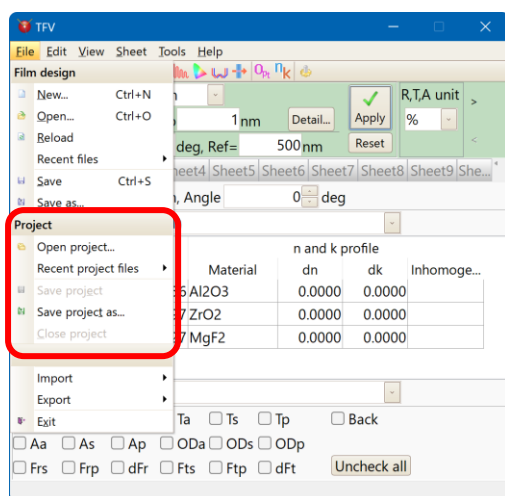 TFV
File Edit View Sheet Tools Help
Film design
New... Ctrl+N
Open... Ctrl+O
Reload
Recent files
Save Ctrl+S
Save as...
Project
Open project...
Recent project files
Save project
Save project as...
Close project
Import
Export
Exit
Opt nk
R,T,A unit
1 nm Detail... Apply %
deg, Ref= 500 nm Reset
Sheet4 Sheet5 Sheet6 Sheet7 Sheet8 Sheet9 She...
, Angle 0 deg
n and k profile
Material dn dk Inhomoge...
Al2O3 0.0000 0.0000
7 ZrO2 0.0000 0.0000
7 MgF2 0.0000 0.0000
Ta Ts Tp Back
Aa As Ap ODa ODs ODp
Frs Frp dFr Fts Ftp dFt Uncheck all